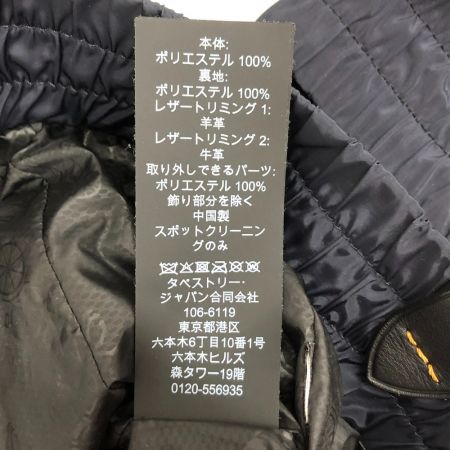 本体:
ポリエステル 100%
裏地:
ポリエステル 100%
レザートリミング 1:
羊革
レザートリミング 2:
牛革
取り外しできるパーツ:
ポリエステル 100%
飾り部分を除く
中国製
スポットクリーニン
グのみ
タペストリー・
ジャパン合同会社
106-6119
東京都港区
六本木6丁目10番1号
六本木ヒルズ
森タワー19階
0120-556935